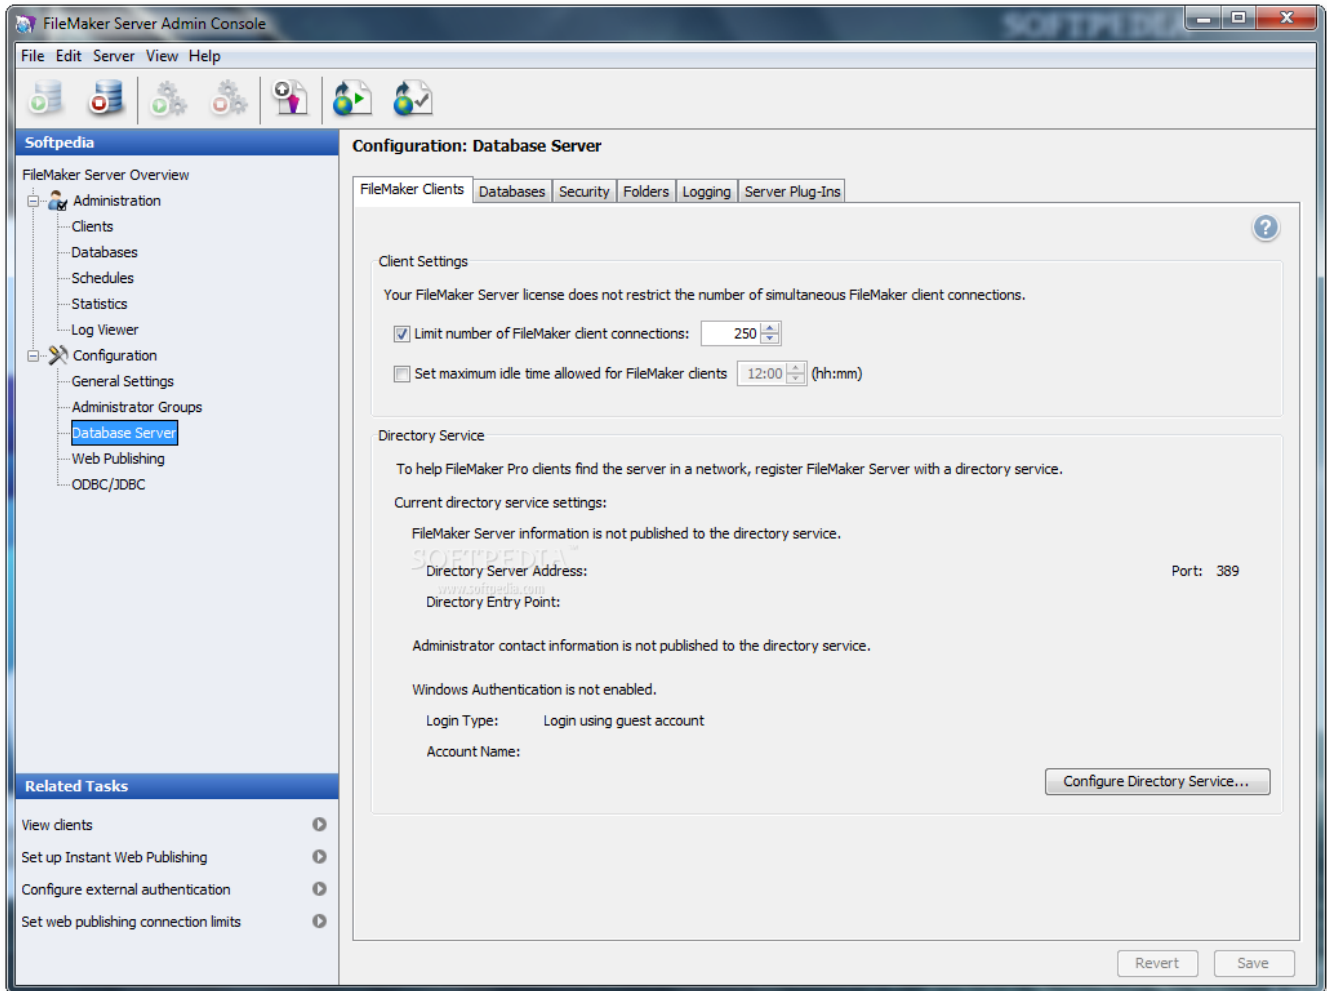 FileMaker Server Admin Console
SOFTPEDIA
File Edit Server View Help
Softpedia
FileMaker Server Overview
Administration
Clients
Databases
Schedules
Statistics
Log Viewer
Configuration
General Settings
Administrator Groups
Database Server
Web Publishing
ODBC/JDBC
Related Tasks
View clients
Set up Instant Web Publishing
Configure external authentication
Set web publishing connection limits
Configuration: Database Server
FileMaker Clients Databases Security Folders Logging Server Plug-Ins
?
Client Settings
Your FileMaker Server license does not restrict the number of simultaneous FileMaker client connections.
Limit number of FileMaker client connections: 250
Set maximum idle time allowed for FileMaker clients 12:00 (hh:mm)
Directory Service
To help FileMaker Pro clients find the server in a network, register FileMaker Server with a directory service.
Current directory service settings:
FileMaker Server information is not published to the directory service.
SOFTPEDIA
Directory Server Address: Port: 389
www.softpedia.com
Directory Entry Point:
Administrator contact information is not published to the directory service.
Windows Authentication is not enabled.
Login Type: Login using guest account
Account Name:
Configure Directory Service...
Revert Save